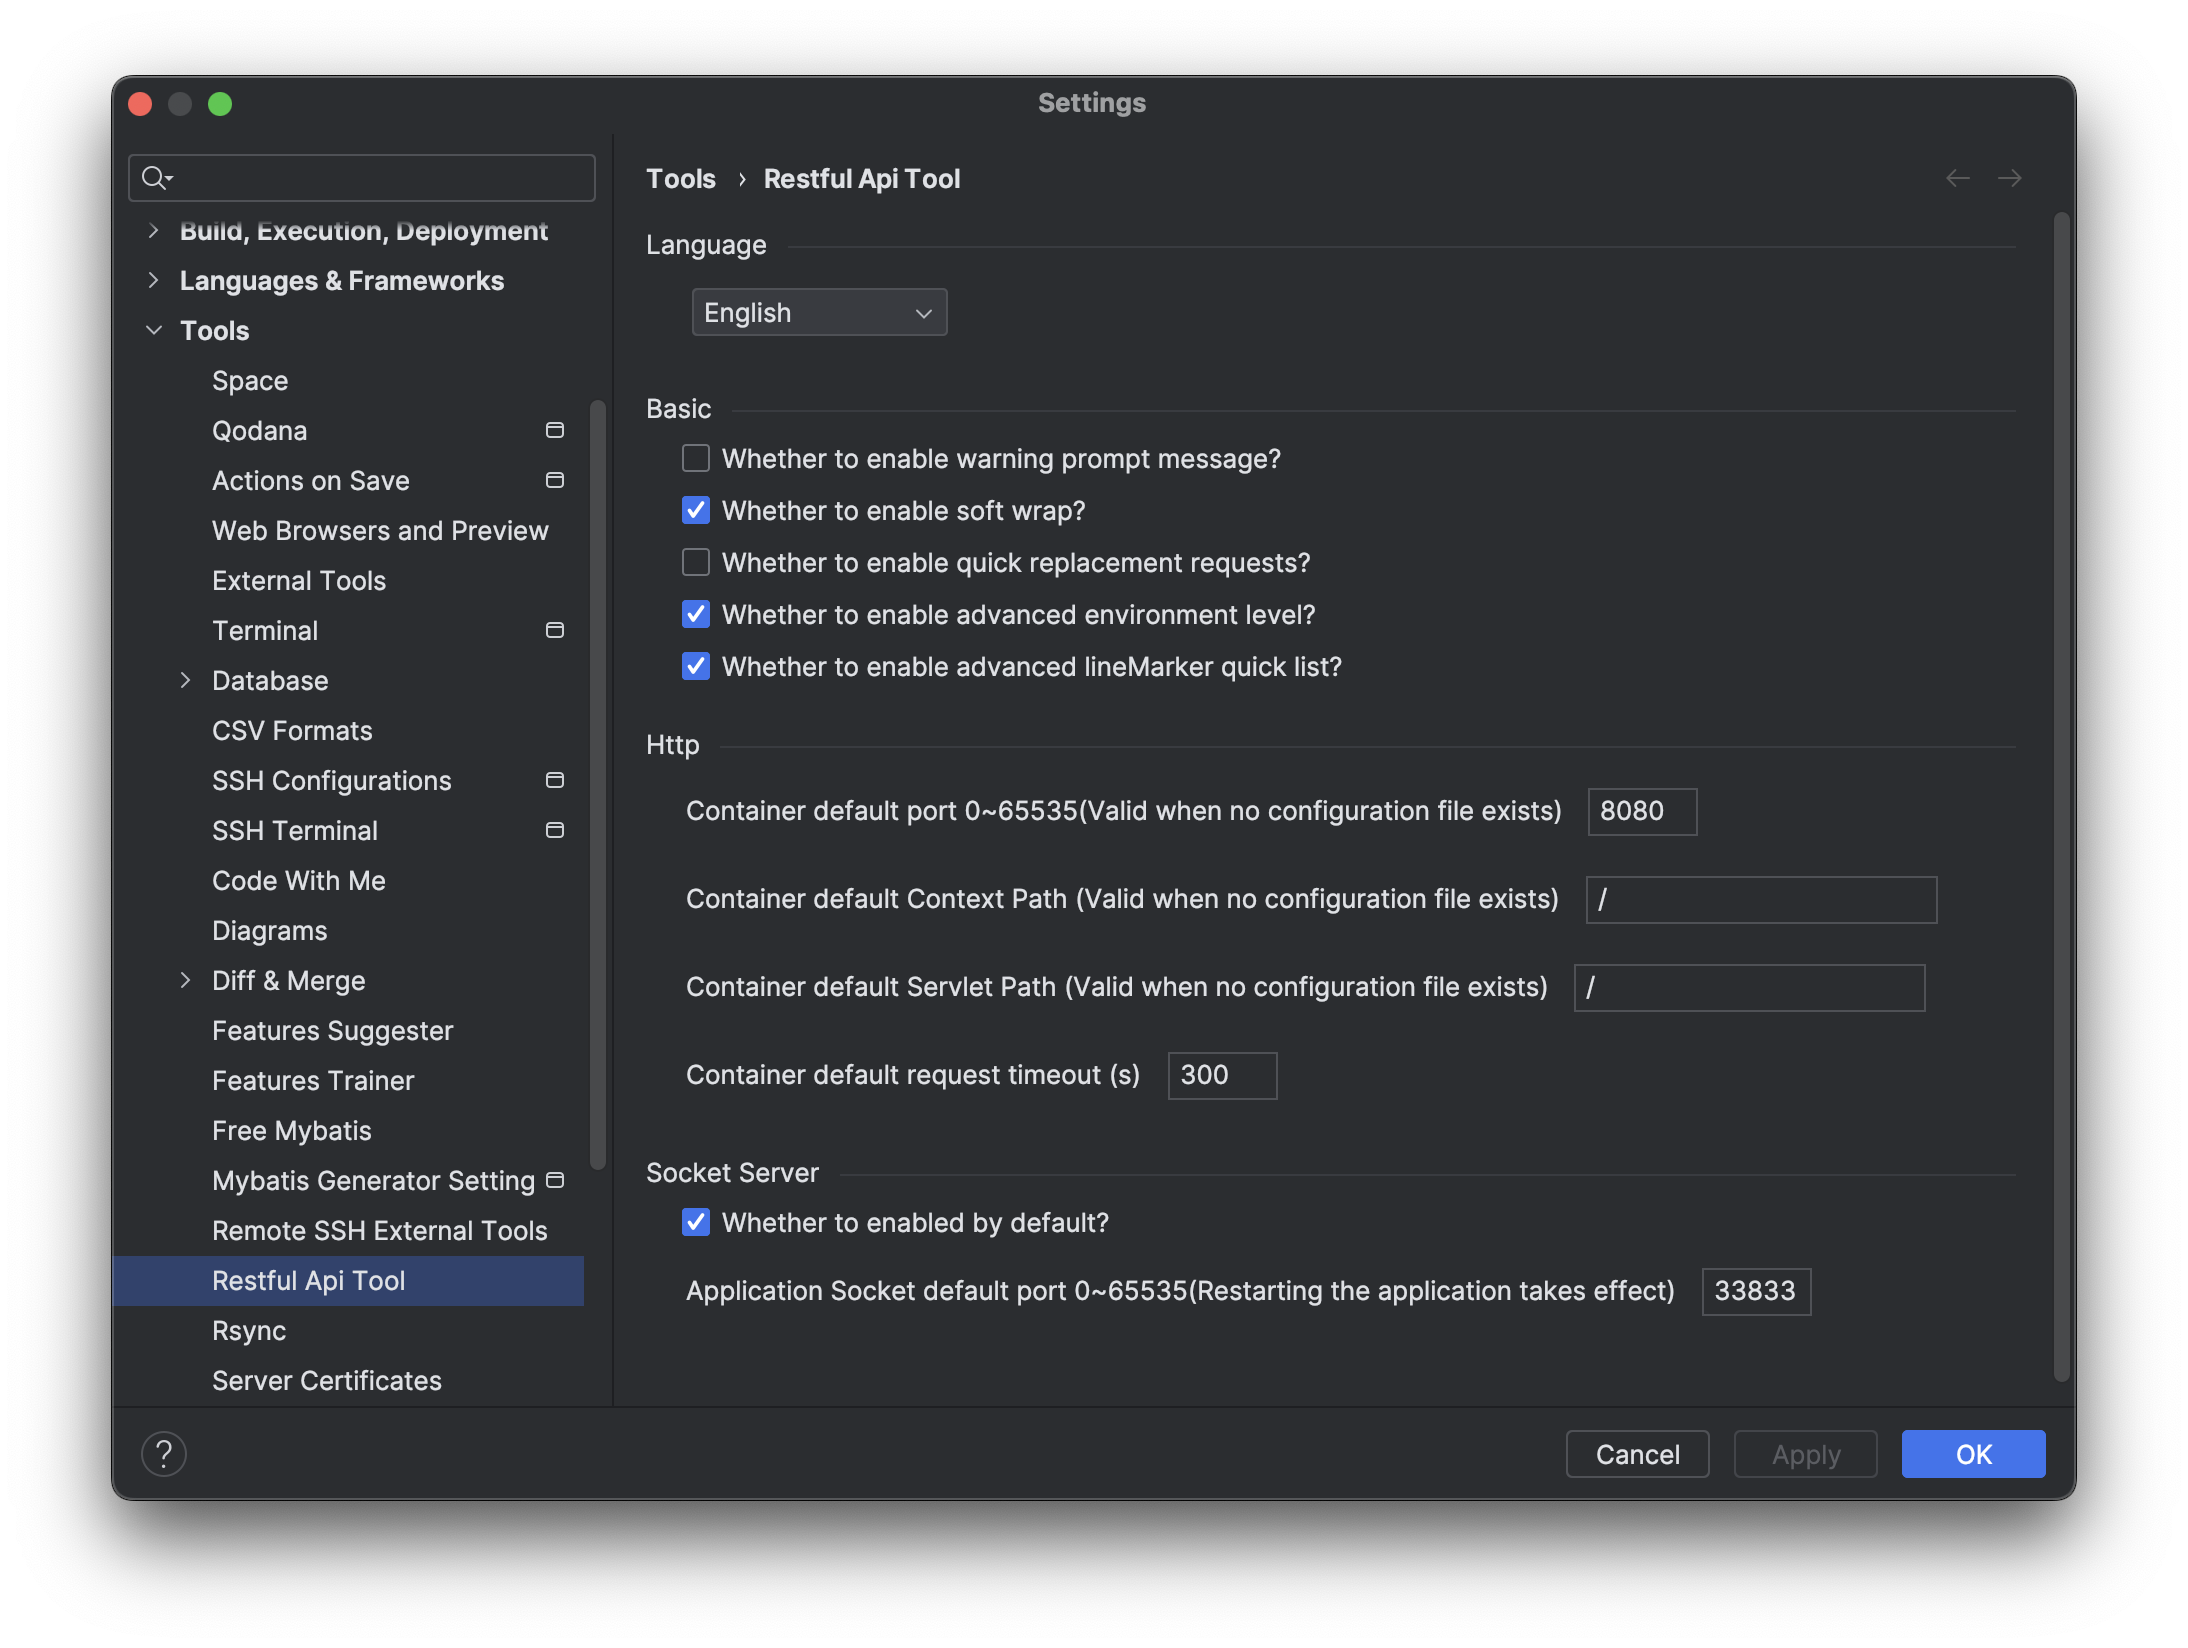 Settings
Build, Execution, Deployment
Languages & Frameworks
Tools
Space
Qodana
Actions on Save
Web Browsers and Preview
External Tools
Terminal
Database
CSV Formats
SSH Configurations
SSH Terminal
Code With Me
Diagrams
Diff & Merge
Features Suggester
Features Trainer
Free Mybatis
Mybatis Generator Setting
Remote SSH External Tools
Restful Api Tool
Rsync
Server Certificates
Tools › Restful Api Tool
Language
English
Basic
Whether to enable warning prompt message?
Whether to enable soft wrap?
Whether to enable quick replacement requests?
Whether to enable advanced environment level?
Whether to enable advanced lineMarker quick list?
Http
Container default port 0~65535(Valid when no configuration file exists) 8080
Container default Context Path (Valid when no configuration file exists) /
Container default Servlet Path (Valid when no configuration file exists) /
Container default request timeout (s) 300
Socket Server
Whether to enabled by default?
Application Socket default port 0~65535(Restarting the application takes effect) 33833
? Cancel Apply OK